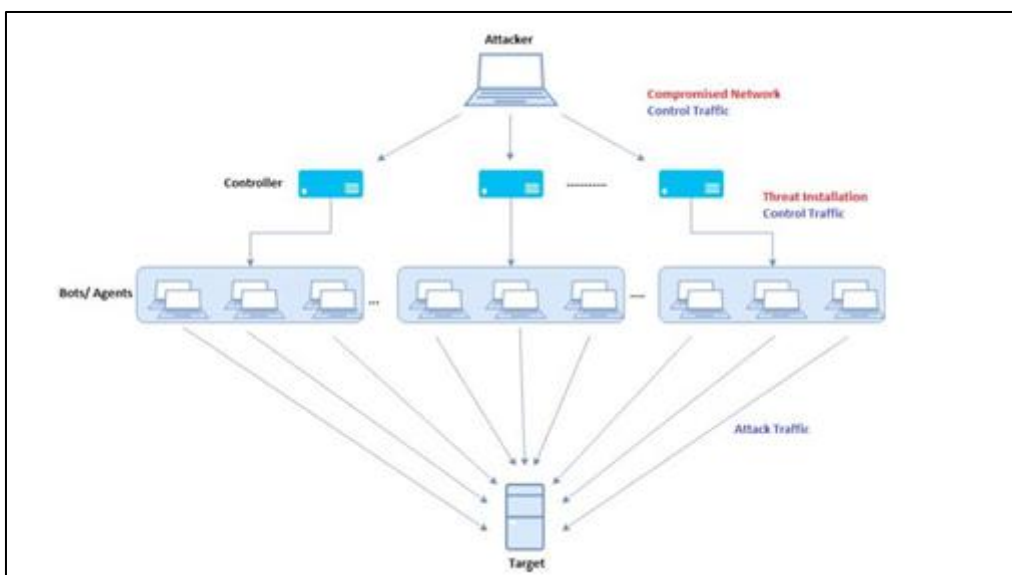 Attacker
Compromised Network
Control Traffic
Controller
----------
Threat Installation
Control Traffic
Bots/ Agents
...
....
Attack Traffic
Target